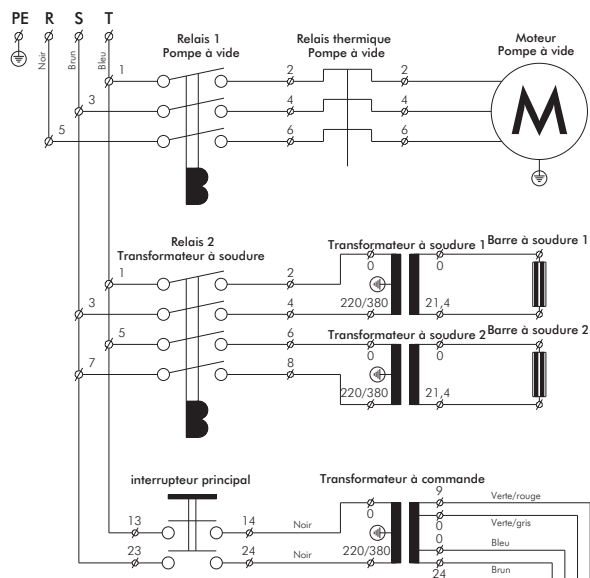 PE R S T
Noir
Brun
Bleu
Relais 1
Pompe à vide
Relais thermique
Pompe à vide
Moteur
Pompe à vide
1 2 2
3 4 4
5 6 6
M
Relais 2
Transformateur à soudure
Transformateur à soudure 1
Barre à soudure 1
1 2 0 0
3 4 220/380 21,4
Transformateur à soudure 2
Barre à soudure 2
5 6 0 0
7 8 220/380 21,4
interrupteur principal
Transformateur à commande
13 14 Noir 0 9 Verte/rouge
0 Verte/gris
0 Bleu
23 24 Noir 220/380 24 Brun